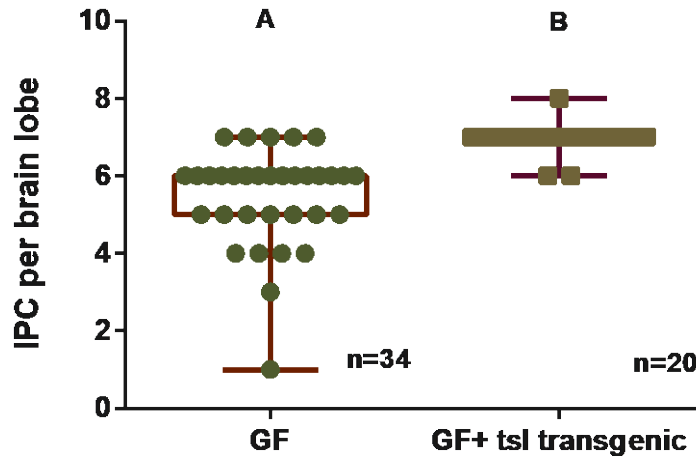 A
B
IPC per brain lobe
10
8
6
4
2
0
n=34
n=20
GF
GF+ tsl transgenic